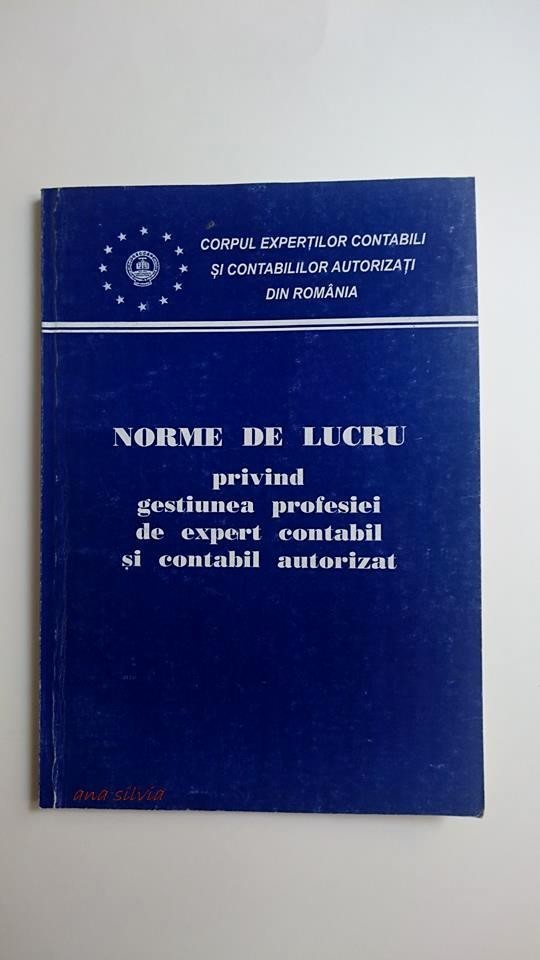 CORPUL EXPERȚILOR CONTABILI
ȘI CONTABILILOR AUTORIZAȚI
DIN ROMÂNIA
NORME DE LUCRU
privind
gestiunea profesiei
de expert contabil
și contabil autorizat
ana silvia